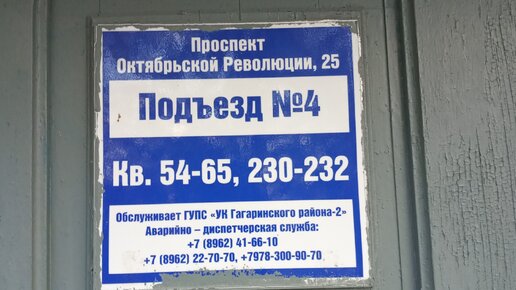 Проспект
Октябрьской Революции, 25
Подъезд №4
Кв. 54-65, 230-232
Обслуживает ГУПС «УК Гагаринского района-2»
Аварийно – диспетчерская служба:
+7 (8962) 41-66-10
+7 (8962) 22-70-70, +7978-300-90-70